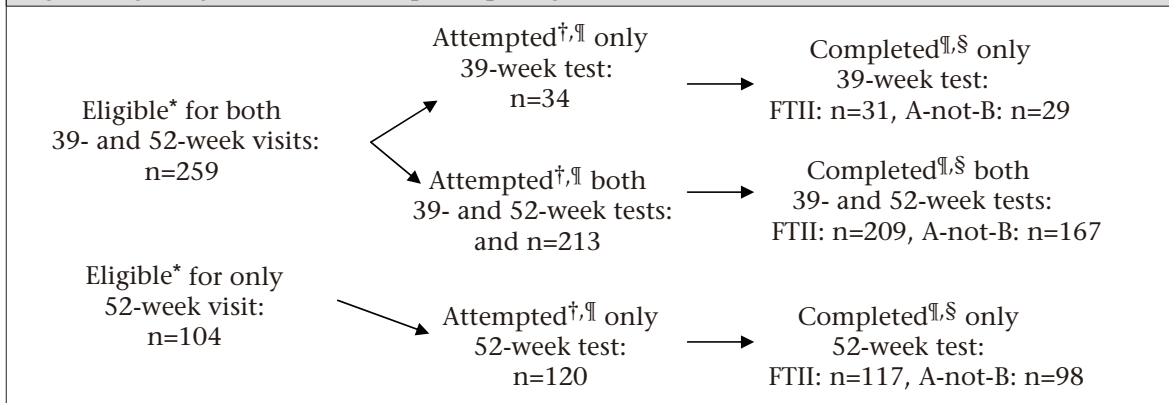 Eligible* for both
39- and 52-week visits:
n=259
Attempted†,¶ only
39-week test:
n=34
Completed¶,§ only
39-week test:
FTII: n=31, A-not-B: n=29
Attempted†,¶ both
39- and 52-week tests:
and n=213
Completed¶,§ both
39- and 52-week tests:
FTII: n=209, A-not-B: n=167
Eligible* for only
52-week visit:
n=104
Attempted†,¶ only
52-week test:
n=120
Completed¶,§ only
52-week test:
FTII: n=117, A-not-B: n=98